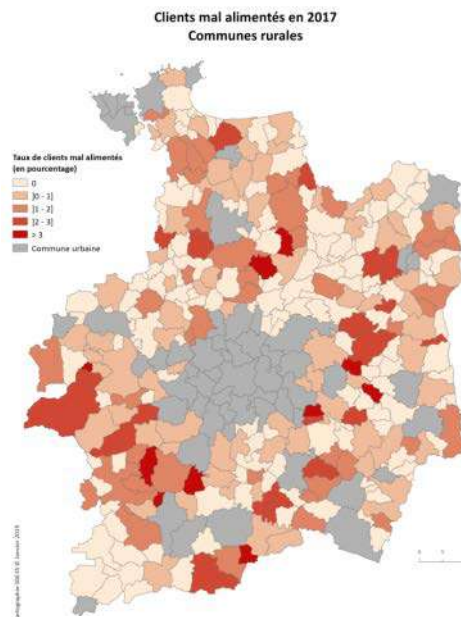 Clients mal alimentés en 2017
Communes rurales
Taux de clients mal alimentés
(en pourcentage)
0
]0 - 1]
]1 - 2]
]2 - 3]
> 3
Commune urbaine